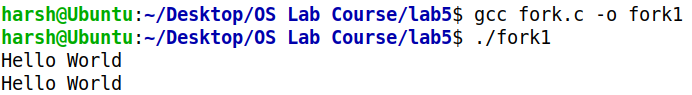 harsh@Ubuntu:~/Desktop/OS Lab Course/lab5$ gcc fork.c -o fork1
harsh@Ubuntu:~/Desktop/OS Lab Course/lab5$ ./fork1
Hello World
Hello World